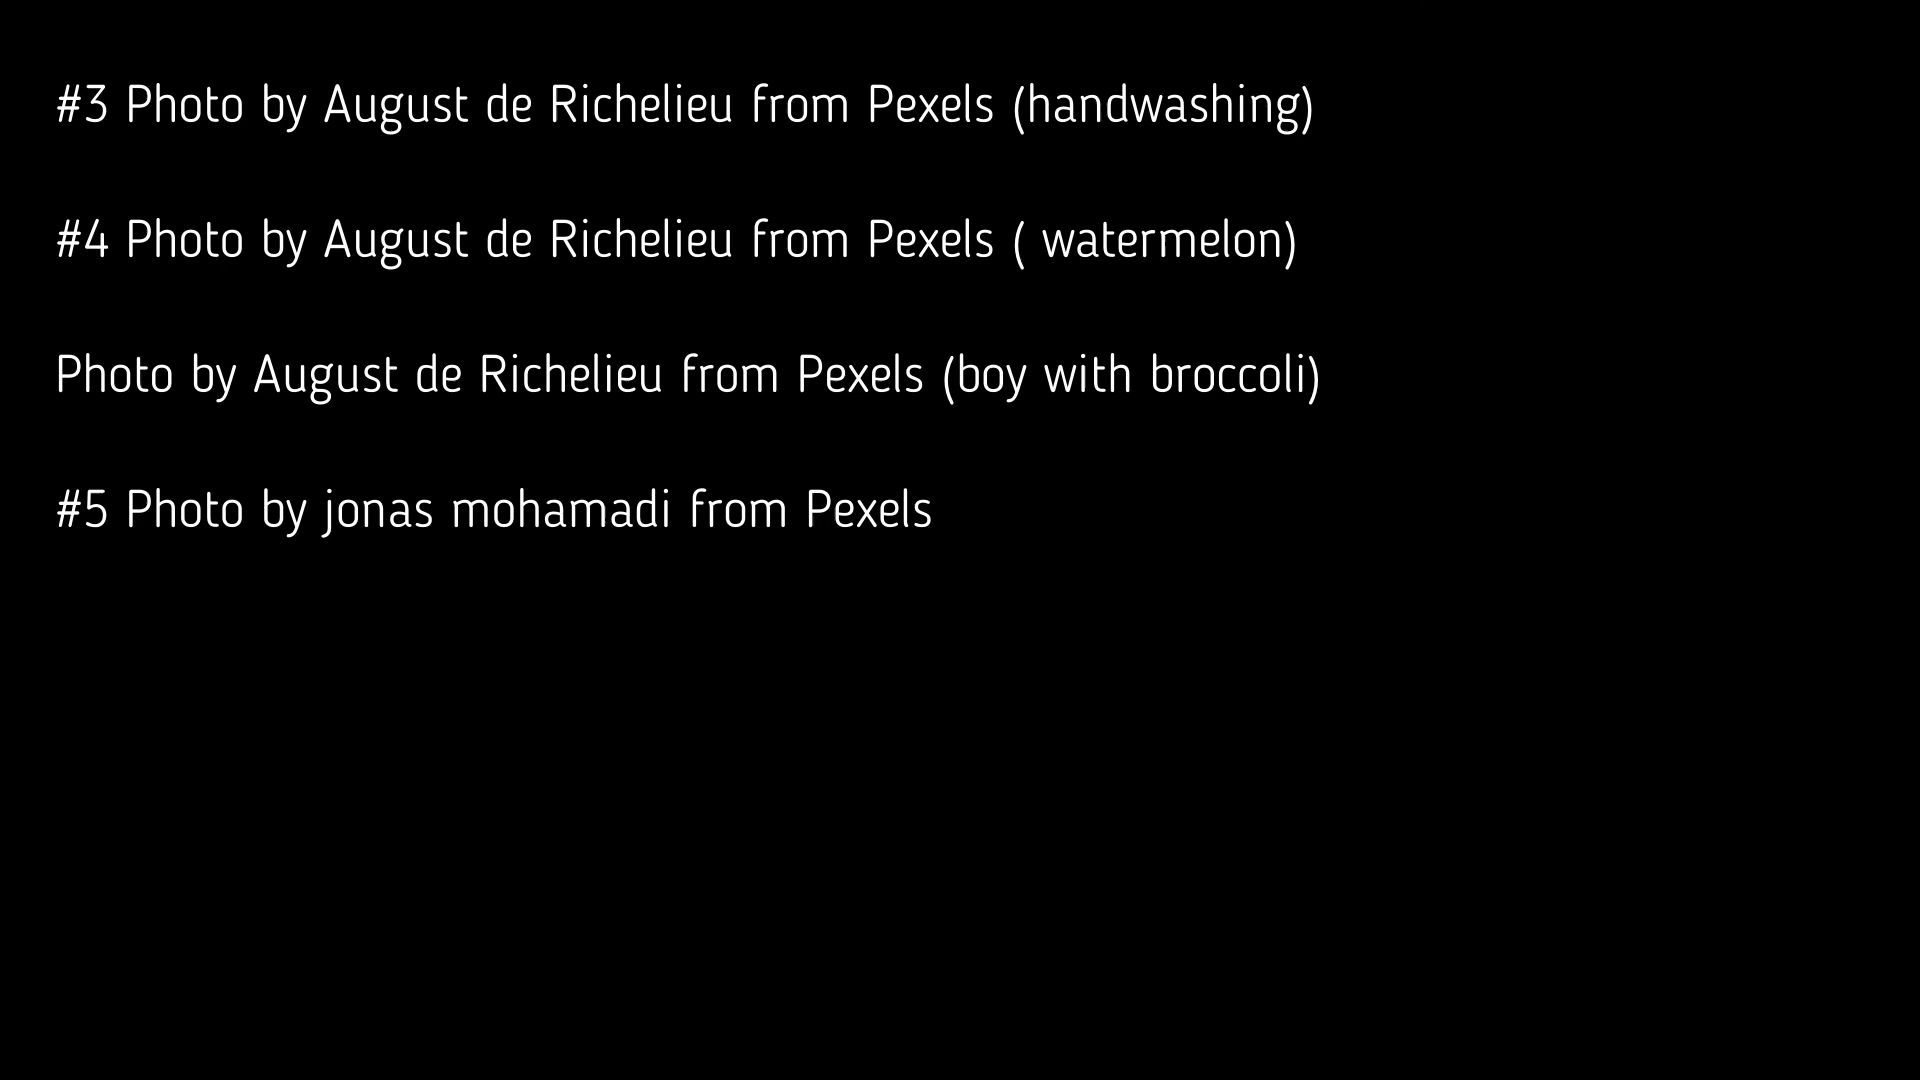 #3 Photo by August de Richelieu from Pexels (handwashing)
#4 Photo by August de Richelieu from Pexels ( watermelon)
Photo by August de Richelieu from Pexels (boy with broccoli)
#5 Photo by jonas mohamadi from Pexels